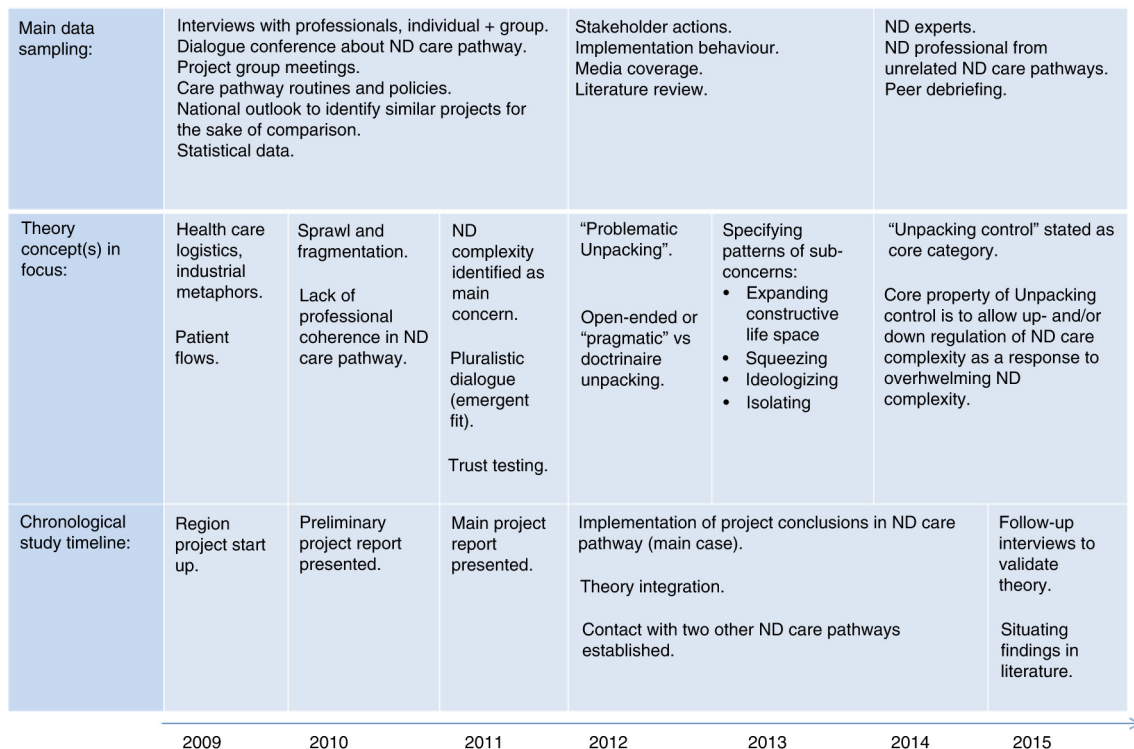 Main data
sampling:
Interviews with professionals, individual + group.
Dialogue conference about ND care pathway.
Project group meetings.
Care pathway routines and policies.
National outlook to identify similar projects for
the sake of comparison.
Statistical data.
Stakeholder actions.
Implementation behaviour.
Media coverage.
Literature review.
ND experts.
ND professional from
unrelated ND care pathways.
Peer debriefing.
Theory
concept(s) in
focus:
Health care
logistics,
industrial
metaphors.
Patient
flows.
Sprawl and
fragmentation.
Lack of
professional
coherence in ND
care pathway.
ND
complexity
identified as
main
concern.
Pluralistic
dialogue
(emergent
fit).
Trust testing.
“Problematic
Unpacking”.
Open-ended or
“pragmatic” vs
doctrinaire
unpacking.
Specifying
patterns of sub-
concerns:
• Expanding
constructive
life space
• Squeezing
• Ideologizing
• Isolating
“Unpacking control” stated as
core category.
Core property of Unpacking
control is to allow up- and/or
down regulation of ND care
complexity as a response to
overhwelming ND
complexity.
Chronological
study timeline:
Region
project start
up.
Preliminary
project report
presented.
Main project
report
presented.
Implementation of project conclusions in ND care
pathway (main case).
Theory integration.
Contact with two other ND care pathways
established.
Follow-up
interviews to
validate
theory.
Situating
findings in
literature.
2009 2010 2011 2012 2013 2014 2015